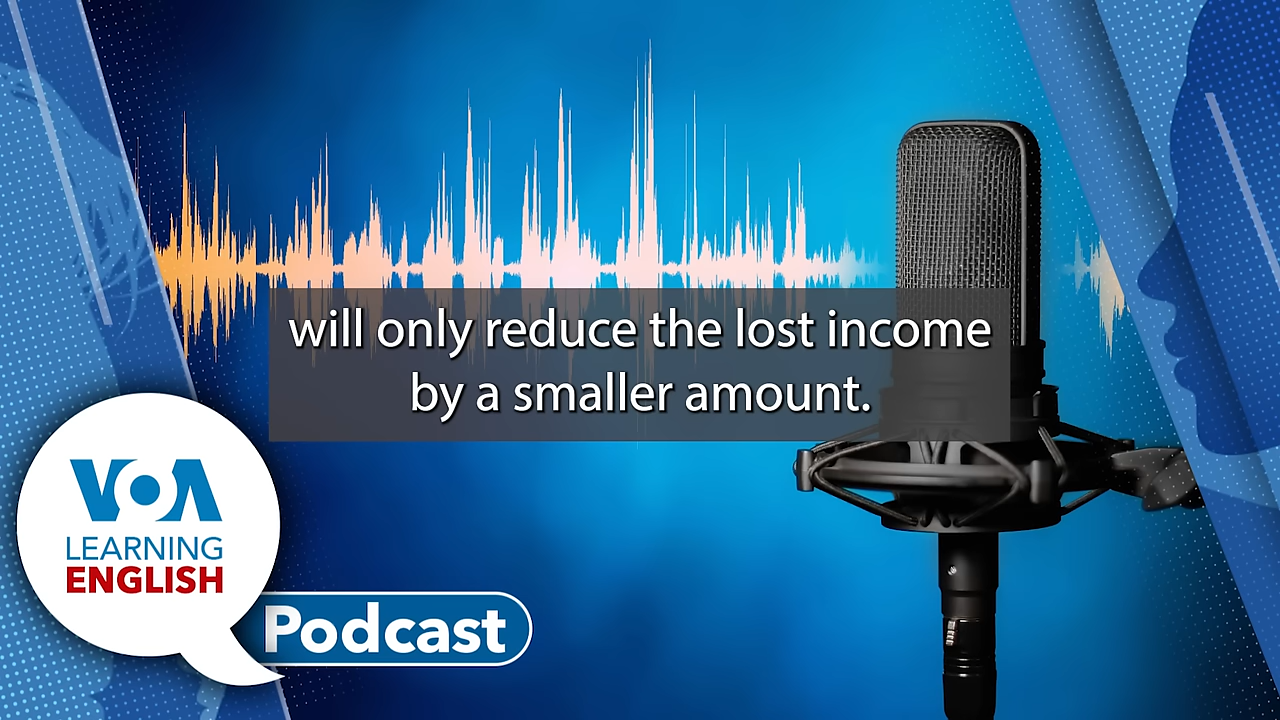 will only reduce the lost income
by a smaller amount.
VOA
LEARNING
ENGLISH
Podcast